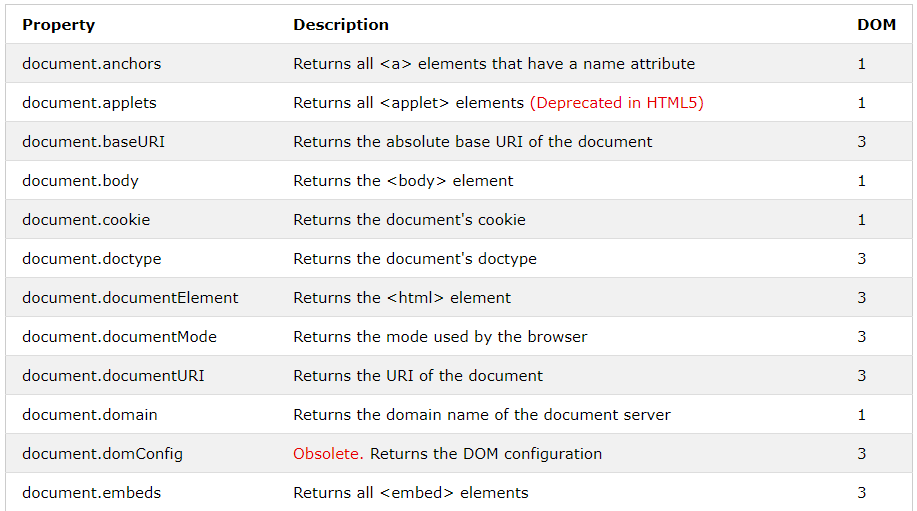 Property Description DOM
document.anchors Returns all <a> elements that have a name attribute 1
document.applets Returns all <applet> elements (Deprecated in HTML5) 1
document.baseURI Returns the absolute base URI of the document 3
document.body Returns the <body> element 1
document.cookie Returns the document's cookie 1
document.doctype Returns the document's doctype 3
document.documentElement Returns the <html> element 3
document.documentMode Returns the mode used by the browser 3
document.documentURI Returns the URI of the document 3
document.domain Returns the domain name of the document server 1
document.domConfig Obsolete. Returns the DOM configuration 3
document.embeds Returns all <embed> elements 3